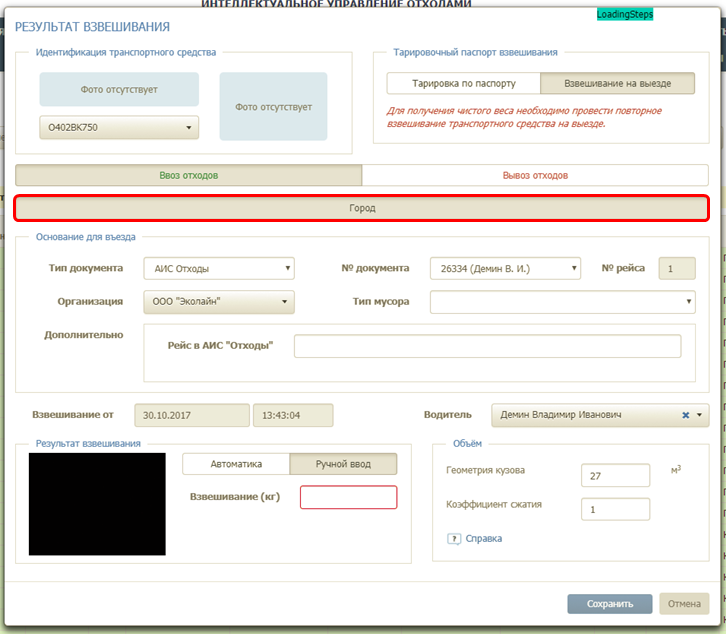 ИНТЕЛЛЕКТУАЛЬНОЕ УПРАВЛЕНИЕ ОТХОДАМИ
LoadingSteps
РЕЗУЛЬТАТ ВЗВЕШИВАНИЯ
Идентификация транспортного средства
Фото отсутствует
Фото отсутствует
О402ВК750
Тарировочный паспорт взвешивания
Тарировка по паспорту Взвешивание на выезде
Для получения чистого веса необходимо провести повторное
взвешивание транспортного средства на выезде.
Ввоз отходов Вывоз отходов
Город
Основание для въезда
Тип документа АИС Отходы № документа 26334 (Демин В. И.) № рейса 1
Организация ООО "Эколайн" Тип мусора
Дополнительно
Рейс в АИС "Отходы"
Взвешивание от 30.10.2017 13:43:04 Водитель Демин Владимир Иванович
Результат взвешивания
Автоматика Ручной ввод
Взвешивание (кг)
Объём
Геометрия кузова 27 м³
Коэффициент сжатия 1
? Справка
Сохранить Отмена